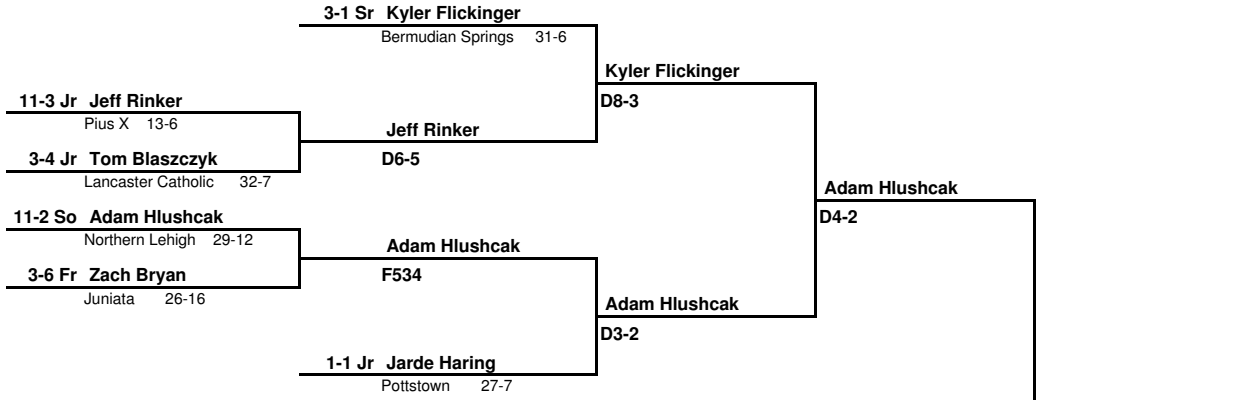 3-1 Sr Kyler Flickinger
Bermudian Springs 31-6
Kyler Flickinger
D8-3
11-3 Jr Jeff Rinker
Pius X 13-6
Jeff Rinker
D6-5
3-4 Jr Tom Blaszczyk
Lancaster Catholic 32-7
Adam Hlushcak
D4-2
11-2 So Adam Hlushcak
Northern Lehigh 29-12
Adam Hlushcak
F534
3-6 Fr Zach Bryan
Juniata 26-16
Adam Hlushcak
D3-2
1-1 Jr Jarde Haring
Pottstown 27-7